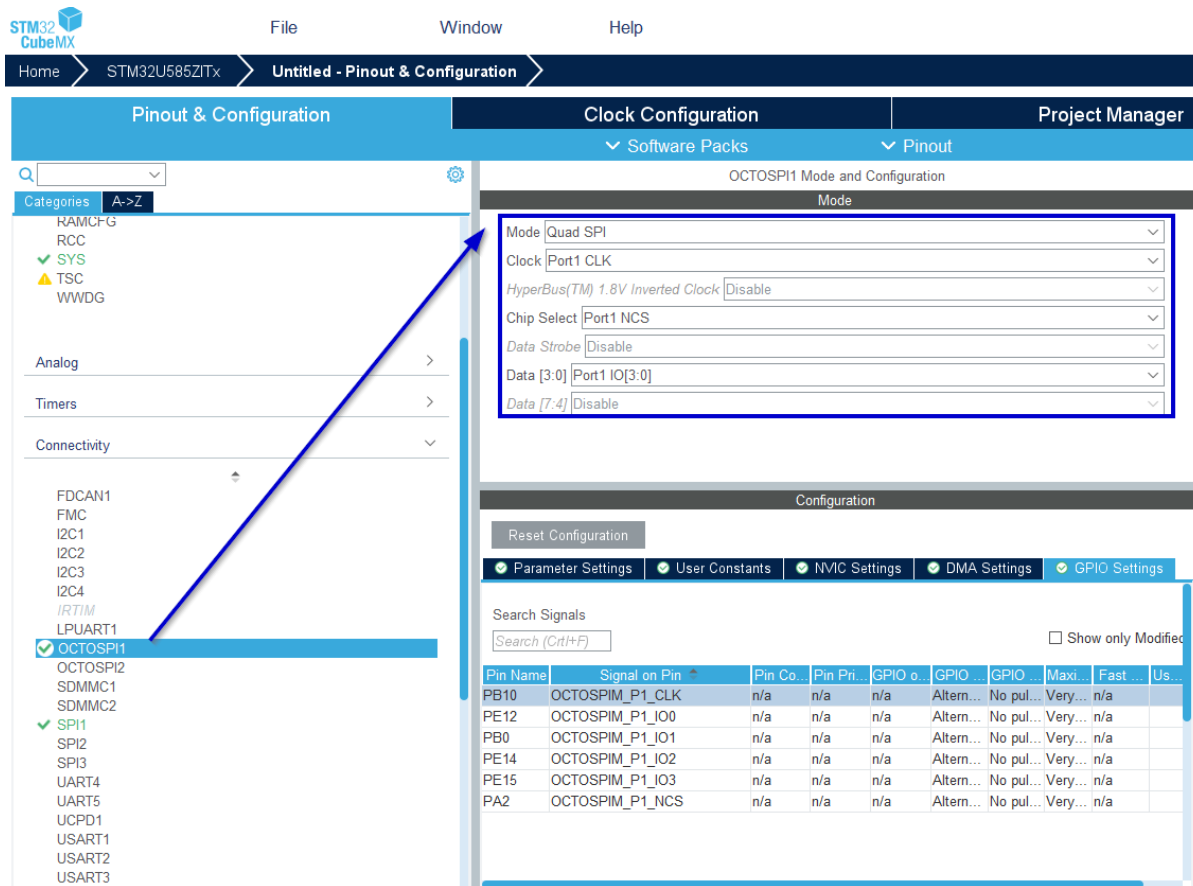 STM32
CubeMX
File
Window
Help
Home
STM32U585ZITx
Untitled - Pinout & Configuration
Pinout & Configuration
Clock Configuration
Project Manager
Software Packs
Pinout
Categories
A->Z
RAMCFG
RCC
SYS
TSC
WWDG
Analog
Timers
Connectivity
FDCAN1
FMC
I2C1
I2C2
I2C3
I2C4
IRTIM
LPUART1
OCTOSPI1
OCTOSPI2
SDMMC1
SDMMC2
SPI1
SPI2
SPI3
UART4
UART5
UCPD1
USART1
USART2
USART3
OCTOSPI1 Mode and Configuration
Mode
Mode Quad SPI
Clock Port1 CLK
HyperBus(TM) 1.8V Inverted Clock Disable
Chip Select Port1 NCS
Data Strobe Disable
Data [3:0] Port1 IO[3:0]
Data [7:4] Disable
Configuration
Reset Configuration
Parameter Settings
User Constants
NVIC Settings
DMA Settings
GPIO Settings
Search Signals
Search (Crtl+F)
Show only Modified
Pin Name Signal on Pin Pin Co... Pin Pri... GPIO o... GPIO ... GPIO ... Maxi... Fast ... Us...
PB10 OCTOSPIM_P1_CLK n/a n/a n/a Altern... No pul... Very... n/a
PE12 OCTOSPIM_P1_IO0 n/a n/a n/a Altern... No pul... Very... n/a
PB0 OCTOSPIM_P1_IO1 n/a n/a n/a Altern... No pul... Very... n/a
PE14 OCTOSPIM_P1_IO2 n/a n/a n/a Altern... No pul... Very... n/a
PE15 OCTOSPIM_P1_IO3 n/a n/a n/a Altern... No pul... Very... n/a
PA2 OCTOSPIM_P1_NCS n/a n/a n/a Altern... No pul... Very... n/a